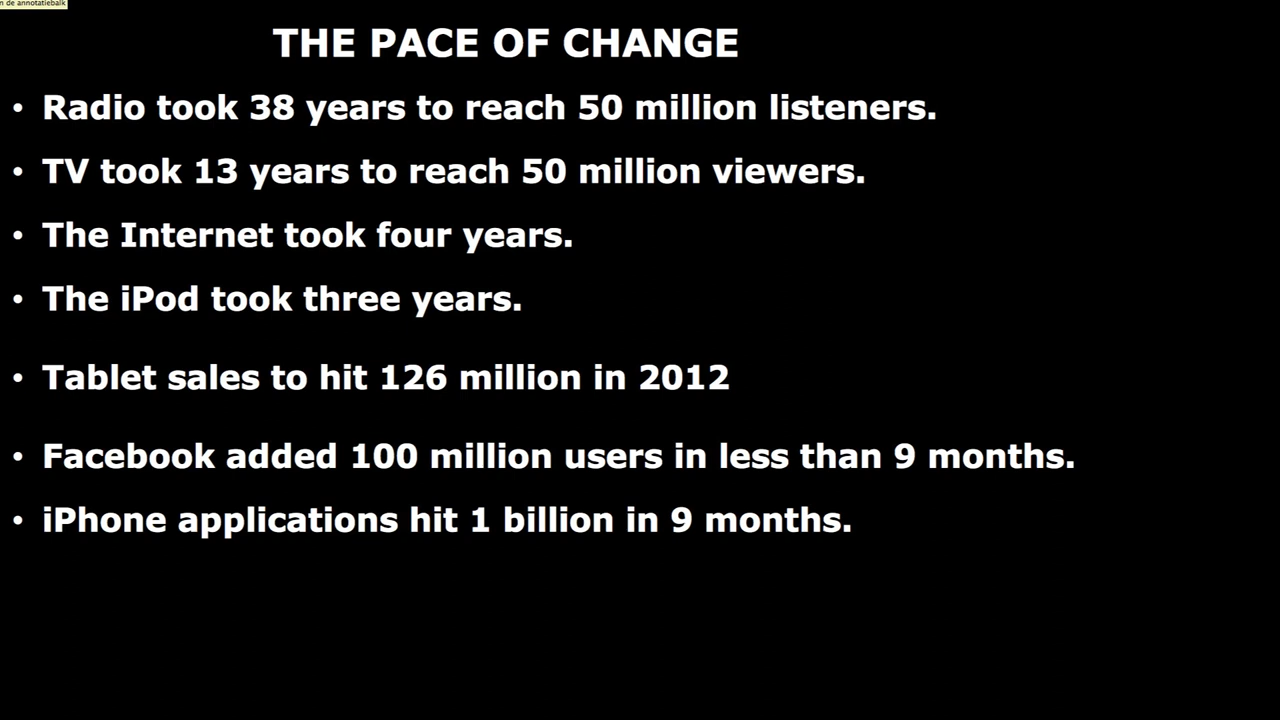 n de annotatiebalk
THE PACE OF CHANGE
• Radio took 38 years to reach 50 million listeners.
• TV took 13 years to reach 50 million viewers.
• The Internet took four years.
• The iPod took three years.
• Tablet sales to hit 126 million in 2012
• Facebook added 100 million users in less than 9 months.
• iPhone applications hit 1 billion in 9 months.